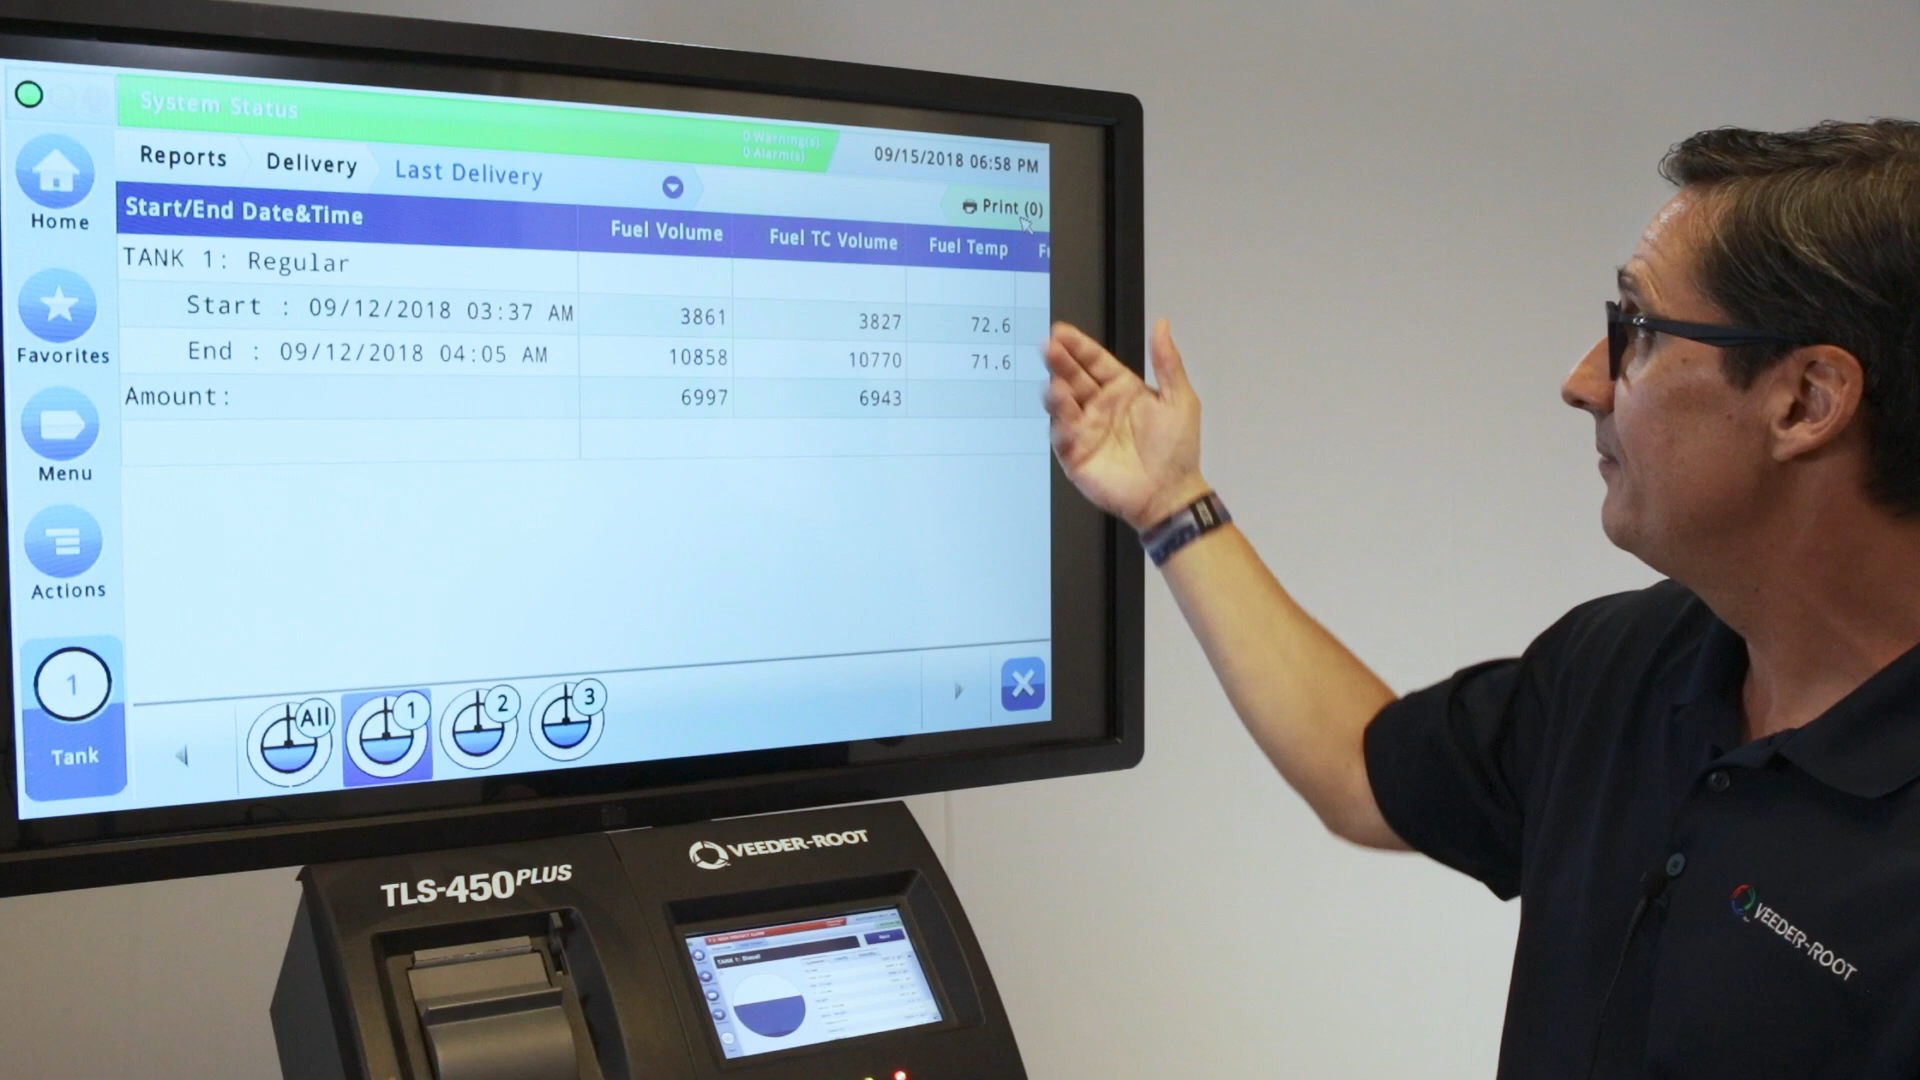 System Status
0 Warning(s)
0 Alarm(s)
09/15/2018 06:58 PM
Reports Delivery Last Delivery
Print (0)
Start/End Date&Time Fuel Volume Fuel TC Volume Fuel Temp
TANK 1: Regular
Start : 09/12/2018 03:37 AM 3861 3827 72.6
End : 09/12/2018 04:05 AM 10858 10770 71.6
Amount: 6997 6943
Home
Favorites
Menu
Actions
1
Tank
All 1 2 3
TLS-450PLUS
VEEDER-ROOT
TANK 1: Diesel
VEEDER-ROOT